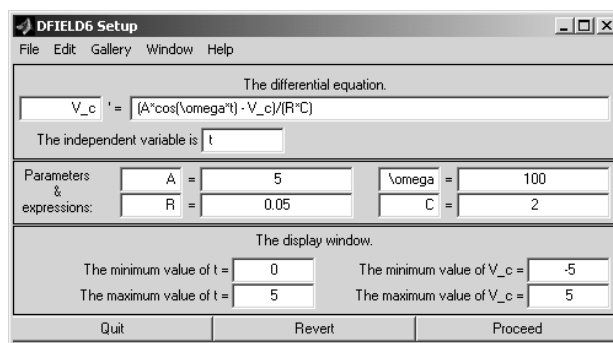 DFIELD6 Setup
File Edit Gallery Window Help
The differential equation.
V_c ' = (A*cos(\omega*t) - V_c)/(R*C)
The independent variable is t
Parameters & expressions:
A = 5 \omega = 100
R = 0.05 C = 2
The display window.
The minimum value of t = 0 The minimum value of V_c = -5
The maximum value of t = 5 The maximum value of V_c = 5
Quit Revert Proceed